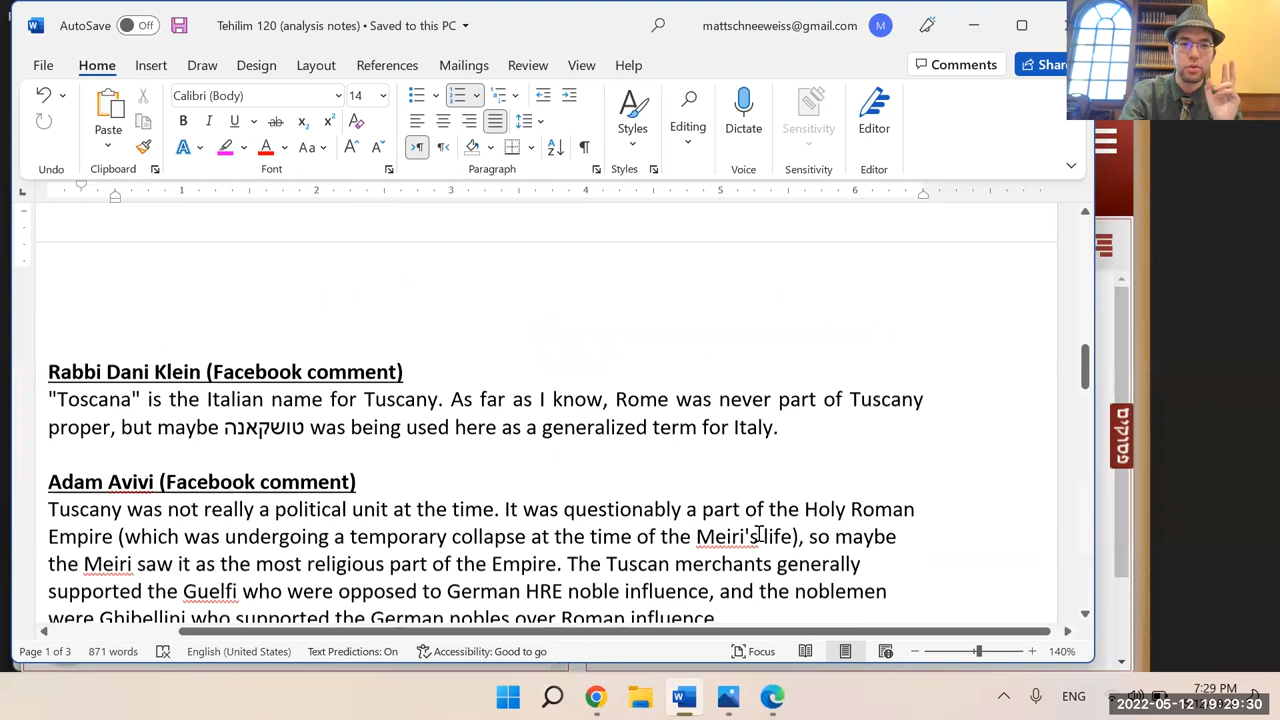 AutoSave Off Tehilim 120 (analysis notes) • Saved to this PC mattschneeweiss@gmail.com M
File Home Insert Draw Design Layout References Mailings Review View Help Comments Shar
Calibri (Body) 14
Paste Styles Editing Dictate Sensitivity Editor
Undo Clipboard Font Paragraph Styles Voice Sensitivity Editor
1 2 3 4 5 6
Rabbi Dani Klein (Facebook comment)
"Toscana" is the Italian name for Tuscany. As far as I know, Rome was never part of Tuscany
proper, but maybe טושקאנה was being used here as a generalized term for Italy.
Adam Avivi (Facebook comment)
Tuscany was not really a political unit at the time. It was questionably a part of the Holy Roman
Empire (which was undergoing a temporary collapse at the time of the Meiri's life), so maybe
the Meiri saw it as the most religious part of the Empire. The Tuscan merchants generally
supported the Guelfi who were opposed to German HRE noble influence, and the noblemen
were Ghibellini who supported the German nobles over Roman influence.
Page 1 of 3 871 words English (United States) Text Predictions: On Accessibility: Good to go Focus 140%
ENG 7:29 PM
2022-05-12 19:29:30